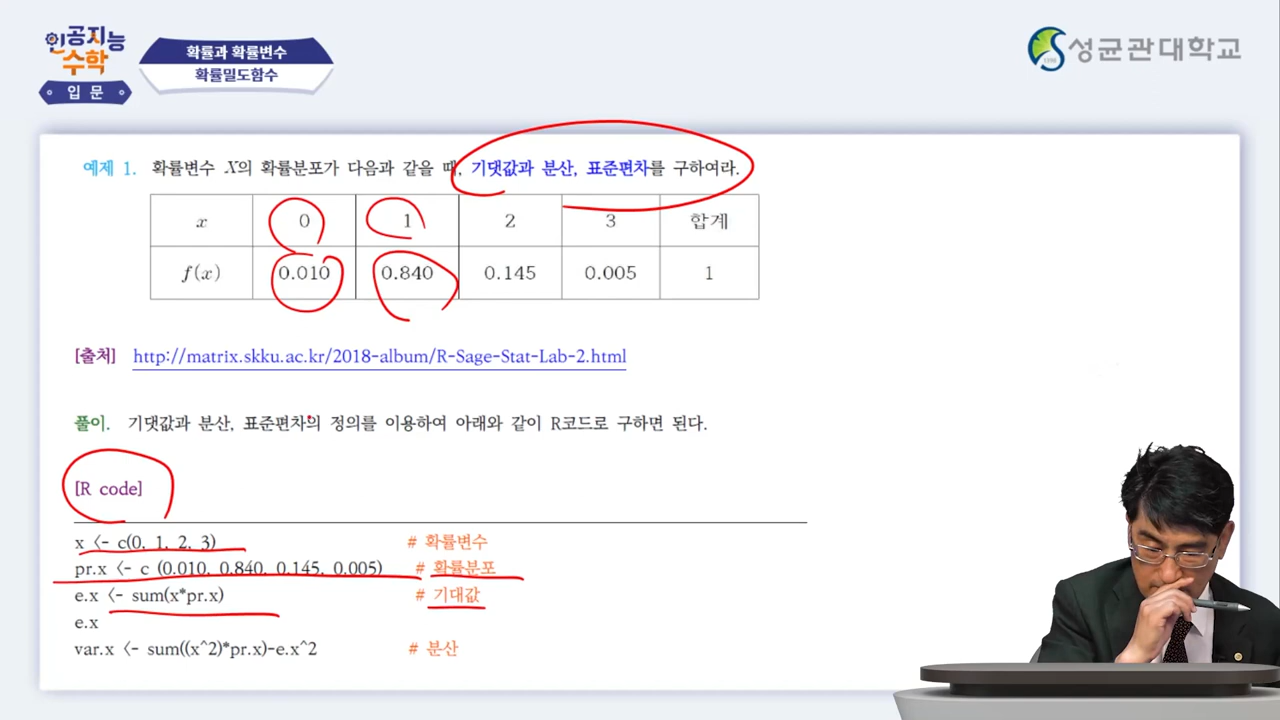 인공지능
수학
입문
확률과 확률변수
확률밀도함수
성균관대학교
예제 1. 확률변수 X의 확률분포가 다음과 같을 때, 기댓값과 분산, 표준편차를 구하여라.
x 0 1 2 3 합계
f(x) 0.010 0.840 0.145 0.005 1
[출처] http://matrix.skku.ac.kr/2018-album/R-Sage-Stat-Lab-2.html
풀이. 기댓값과 분산, 표준편차의 정의를 이용하여 아래와 같이 R코드로 구하면 된다.
[R code]
x <- c(0, 1, 2, 3) # 확률변수
pr.x <- c (0.010, 0.840, 0.145, 0.005) # 확률분포
e.x <- sum(x*pr.x) # 기대값
e.x
var.x <- sum((x^2)*pr.x)-e.x^2 # 분산